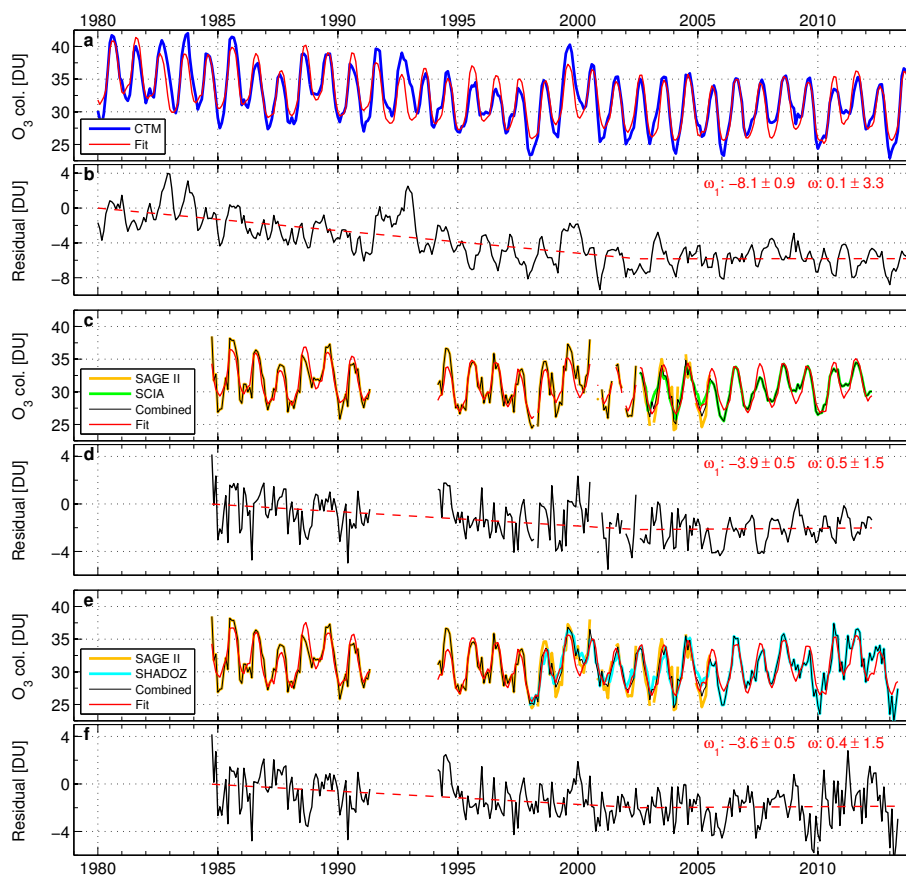 1980 1985 1990 1995 2000 2005 2010
a
O3 col. [DU]
40
35
30
25
CTM
Fit
b
ω1: −8.1 ± 0.9 ω: 0.1 ± 3.3
Residual [DU]
4
0
−4
−8
c
O3 col. [DU]
40
35
30
25
SAGE II
SCIA
Combined
Fit
d
ω1: −3.9 ± 0.5 ω: 0.5 ± 1.5
Residual [DU]
4
0
−4
e
O3 col. [DU]
40
35
30
25
SAGE II
SHADOZ
Combined
Fit
f
ω1: −3.6 ± 0.5 ω: 0.4 ± 1.5
Residual [DU]
4
0
−4
1980 1985 1990 1995 2000 2005 2010